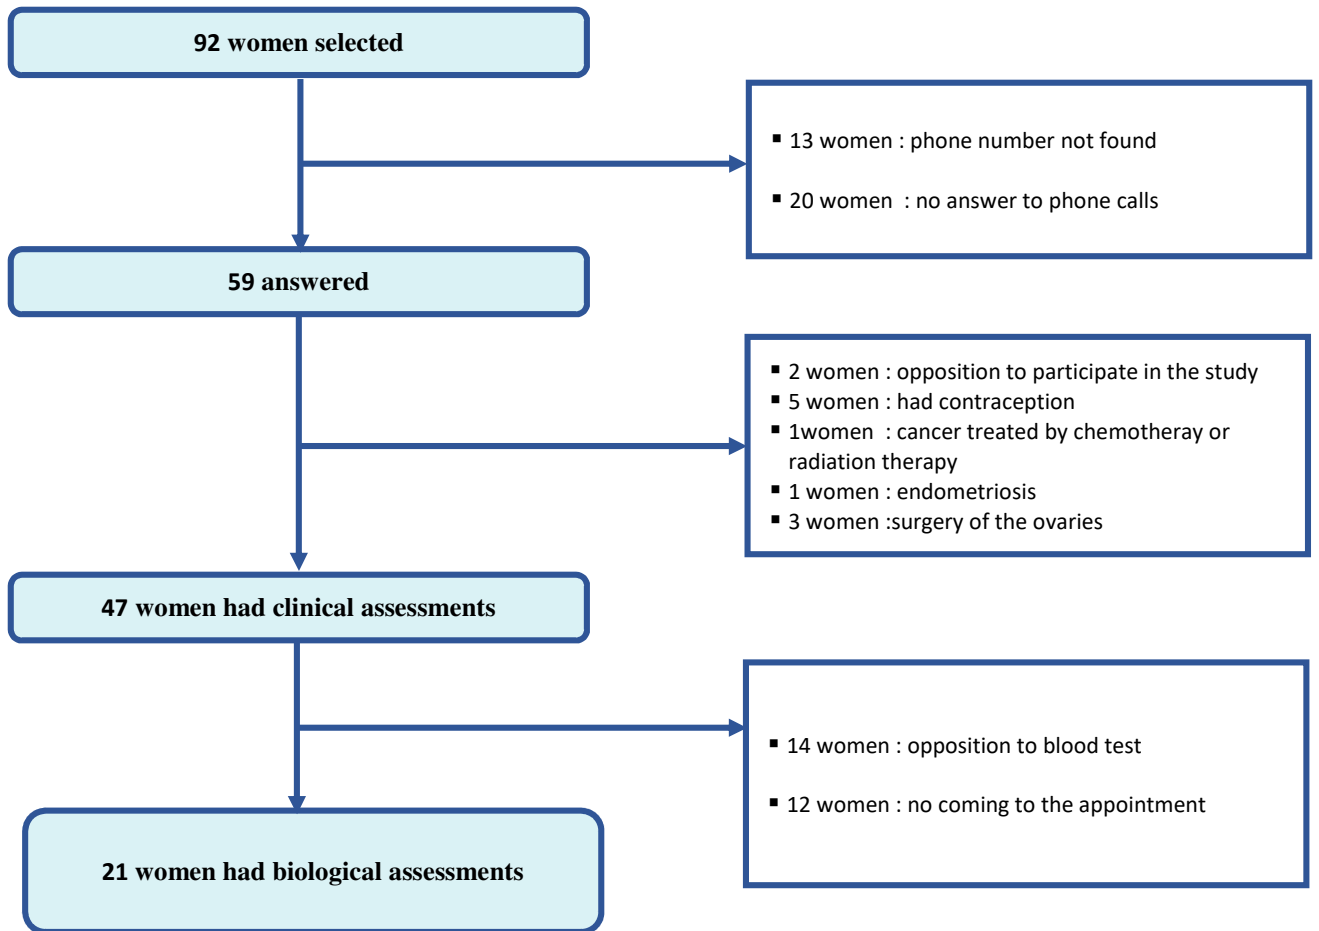 92 women selected
▪ 13 women : phone number not found
▪ 20 women : no answer to phone calls
59 answered
▪ 2 women : opposition to participate in the study
▪ 5 women : had contraception
▪ 1women : cancer treated by chemotheray or
radiation therapy
▪ 1 women : endometriosis
▪ 3 women :surgery of the ovaries
47 women had clinical assessments
▪ 14 women : opposition to blood test
▪ 12 women : no coming to the appointment
21 women had biological assessments